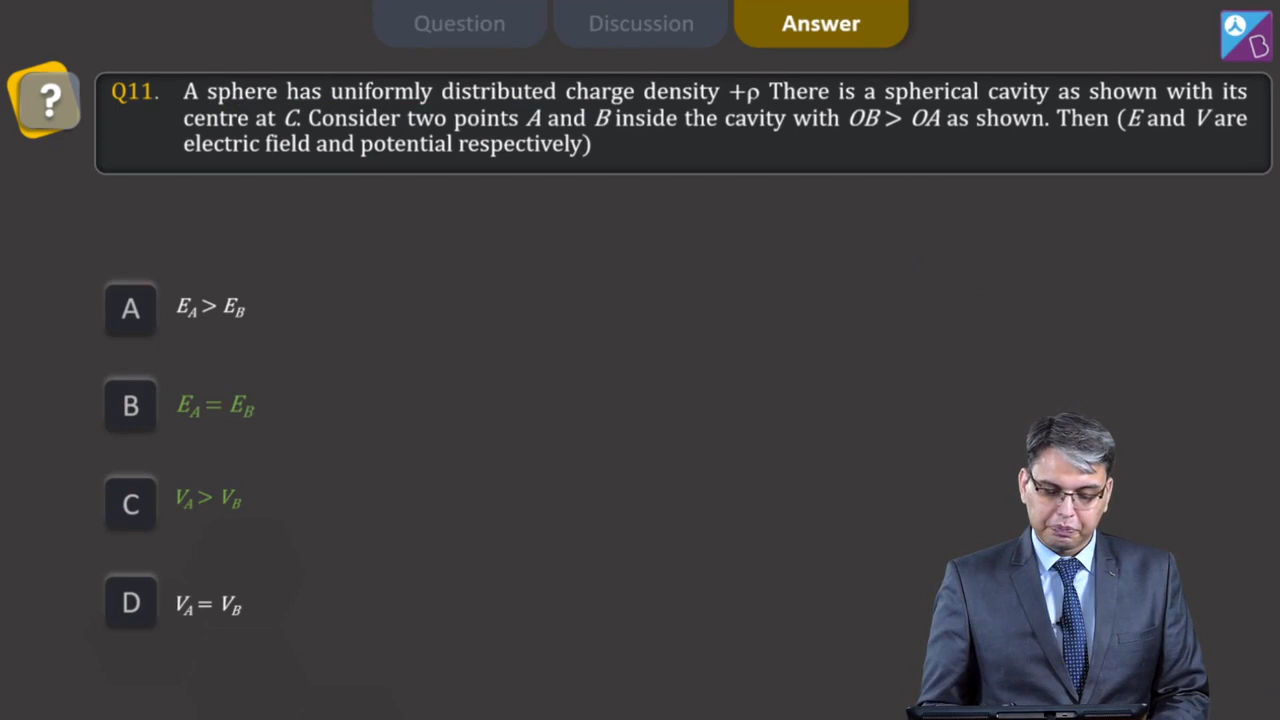 Question
Discussion
Answer
B
?
Q11. A sphere has uniformly distributed charge density +ρ There is a spherical cavity as shown with its
centre at C. Consider two points A and B inside the cavity with OB > OA as shown. Then (E and V are
electric field and potential respectively)
A E_A > E_B
B E_A = E_B
C V_A > V_B
D V_A = V_B